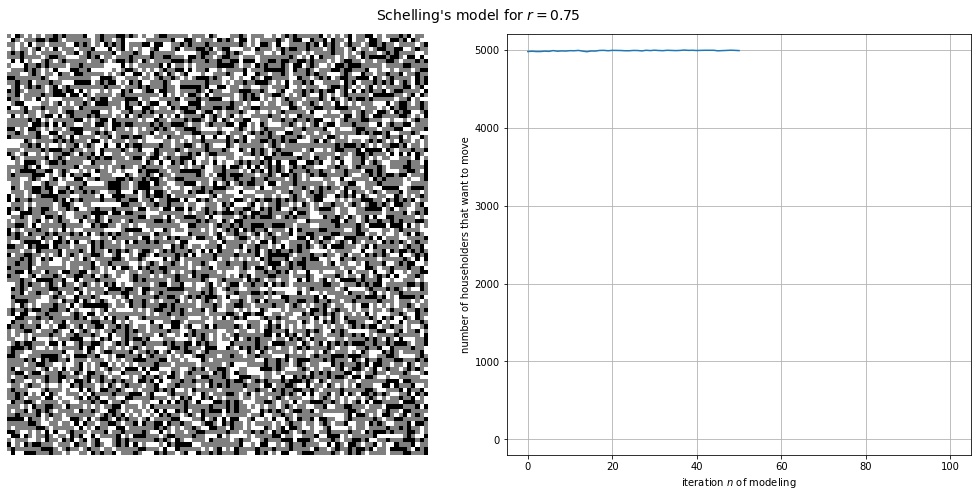 Schelling's model for r = 0.75
number of householders that want to move
5000
4000
3000
2000
1000
0
0 20 40 60 80 100
iteration n of modeling